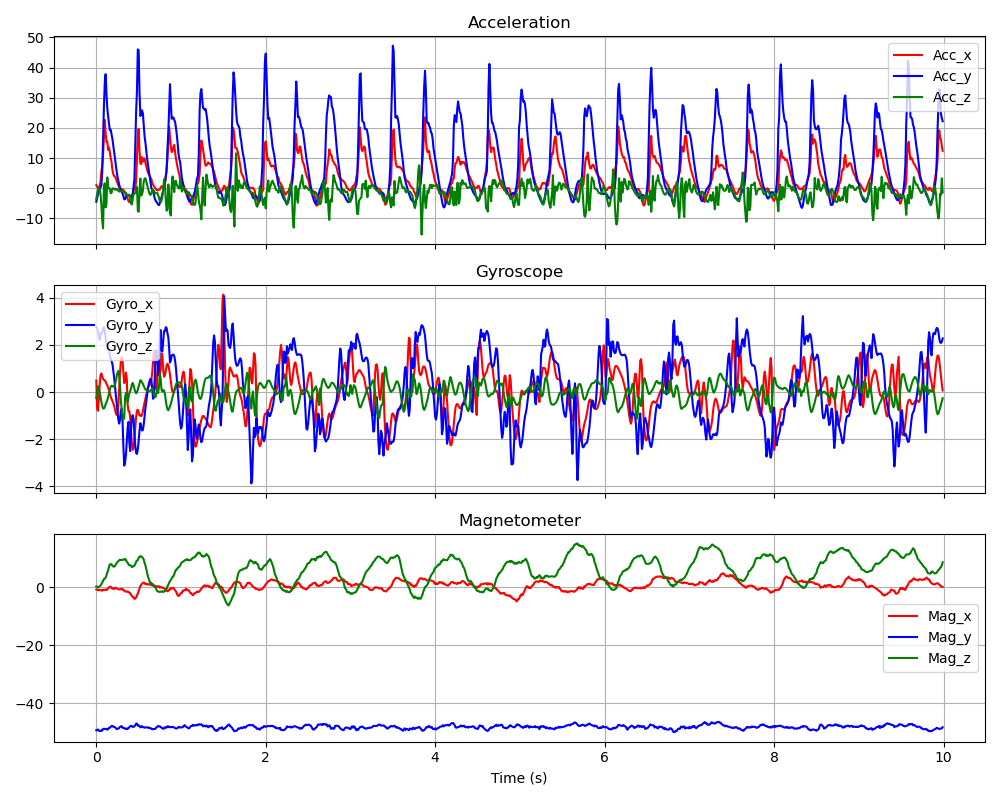 Acceleration
50
40
30
20
10
0
−10
Acc_x
Acc_y
Acc_z
Gyroscope
4
2
0
−2
−4
Gyro_x
Gyro_y
Gyro_z
Magnetometer
0
−20
−40
Mag_x
Mag_y
Mag_z
0 2 4 6 8 10
Time (s)